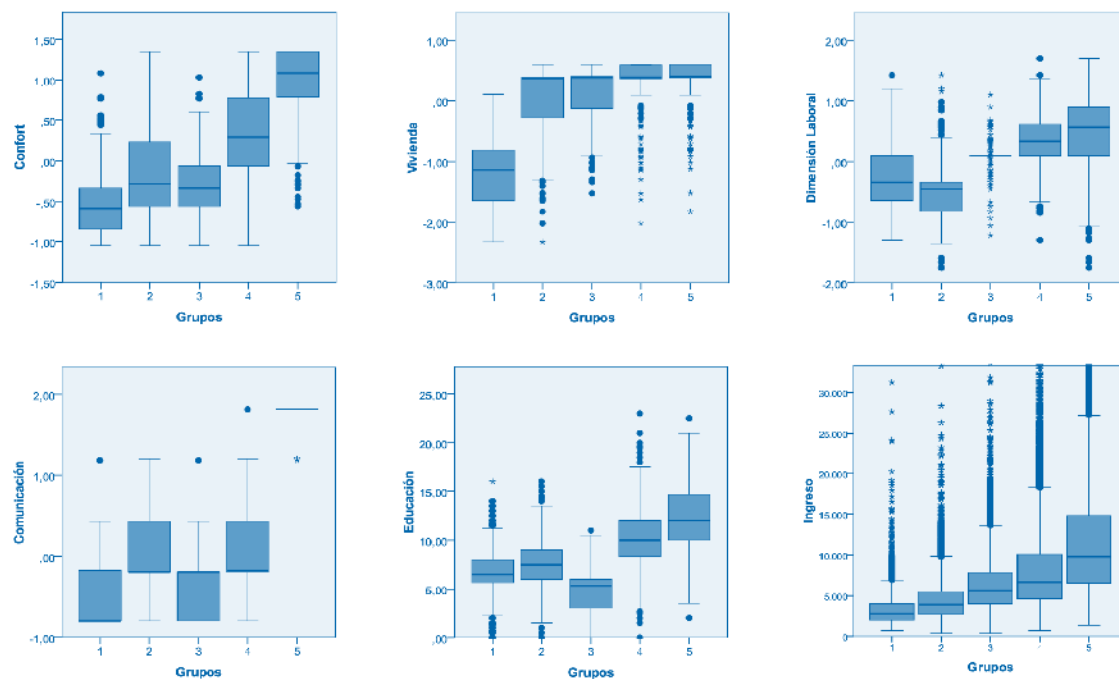 Confort
1,50
1,00
,50
,00
-,50
-1,00
-1,50
1 2 3 4 5
Grupos
Vivienda
1,00
,00
-1,00
-2,00
-3,00
1 2 3 4 5
Grupos
Dimensión Laboral
2,00
1,00
,00
-1,00
-2,00
1 2 3 4 5
Grupos
Comunicación
2,00
1,00
,00
-1,00
1 2 3 4 5
Grupos
Educación
25,00
20,00
15,00
10,00
5,00
,00
1 2 3 4 5
Grupos
Ingreso
30.000
25.000
20.000
15.000
10.000
5.000
0
1 2 3 4 5
Grupos